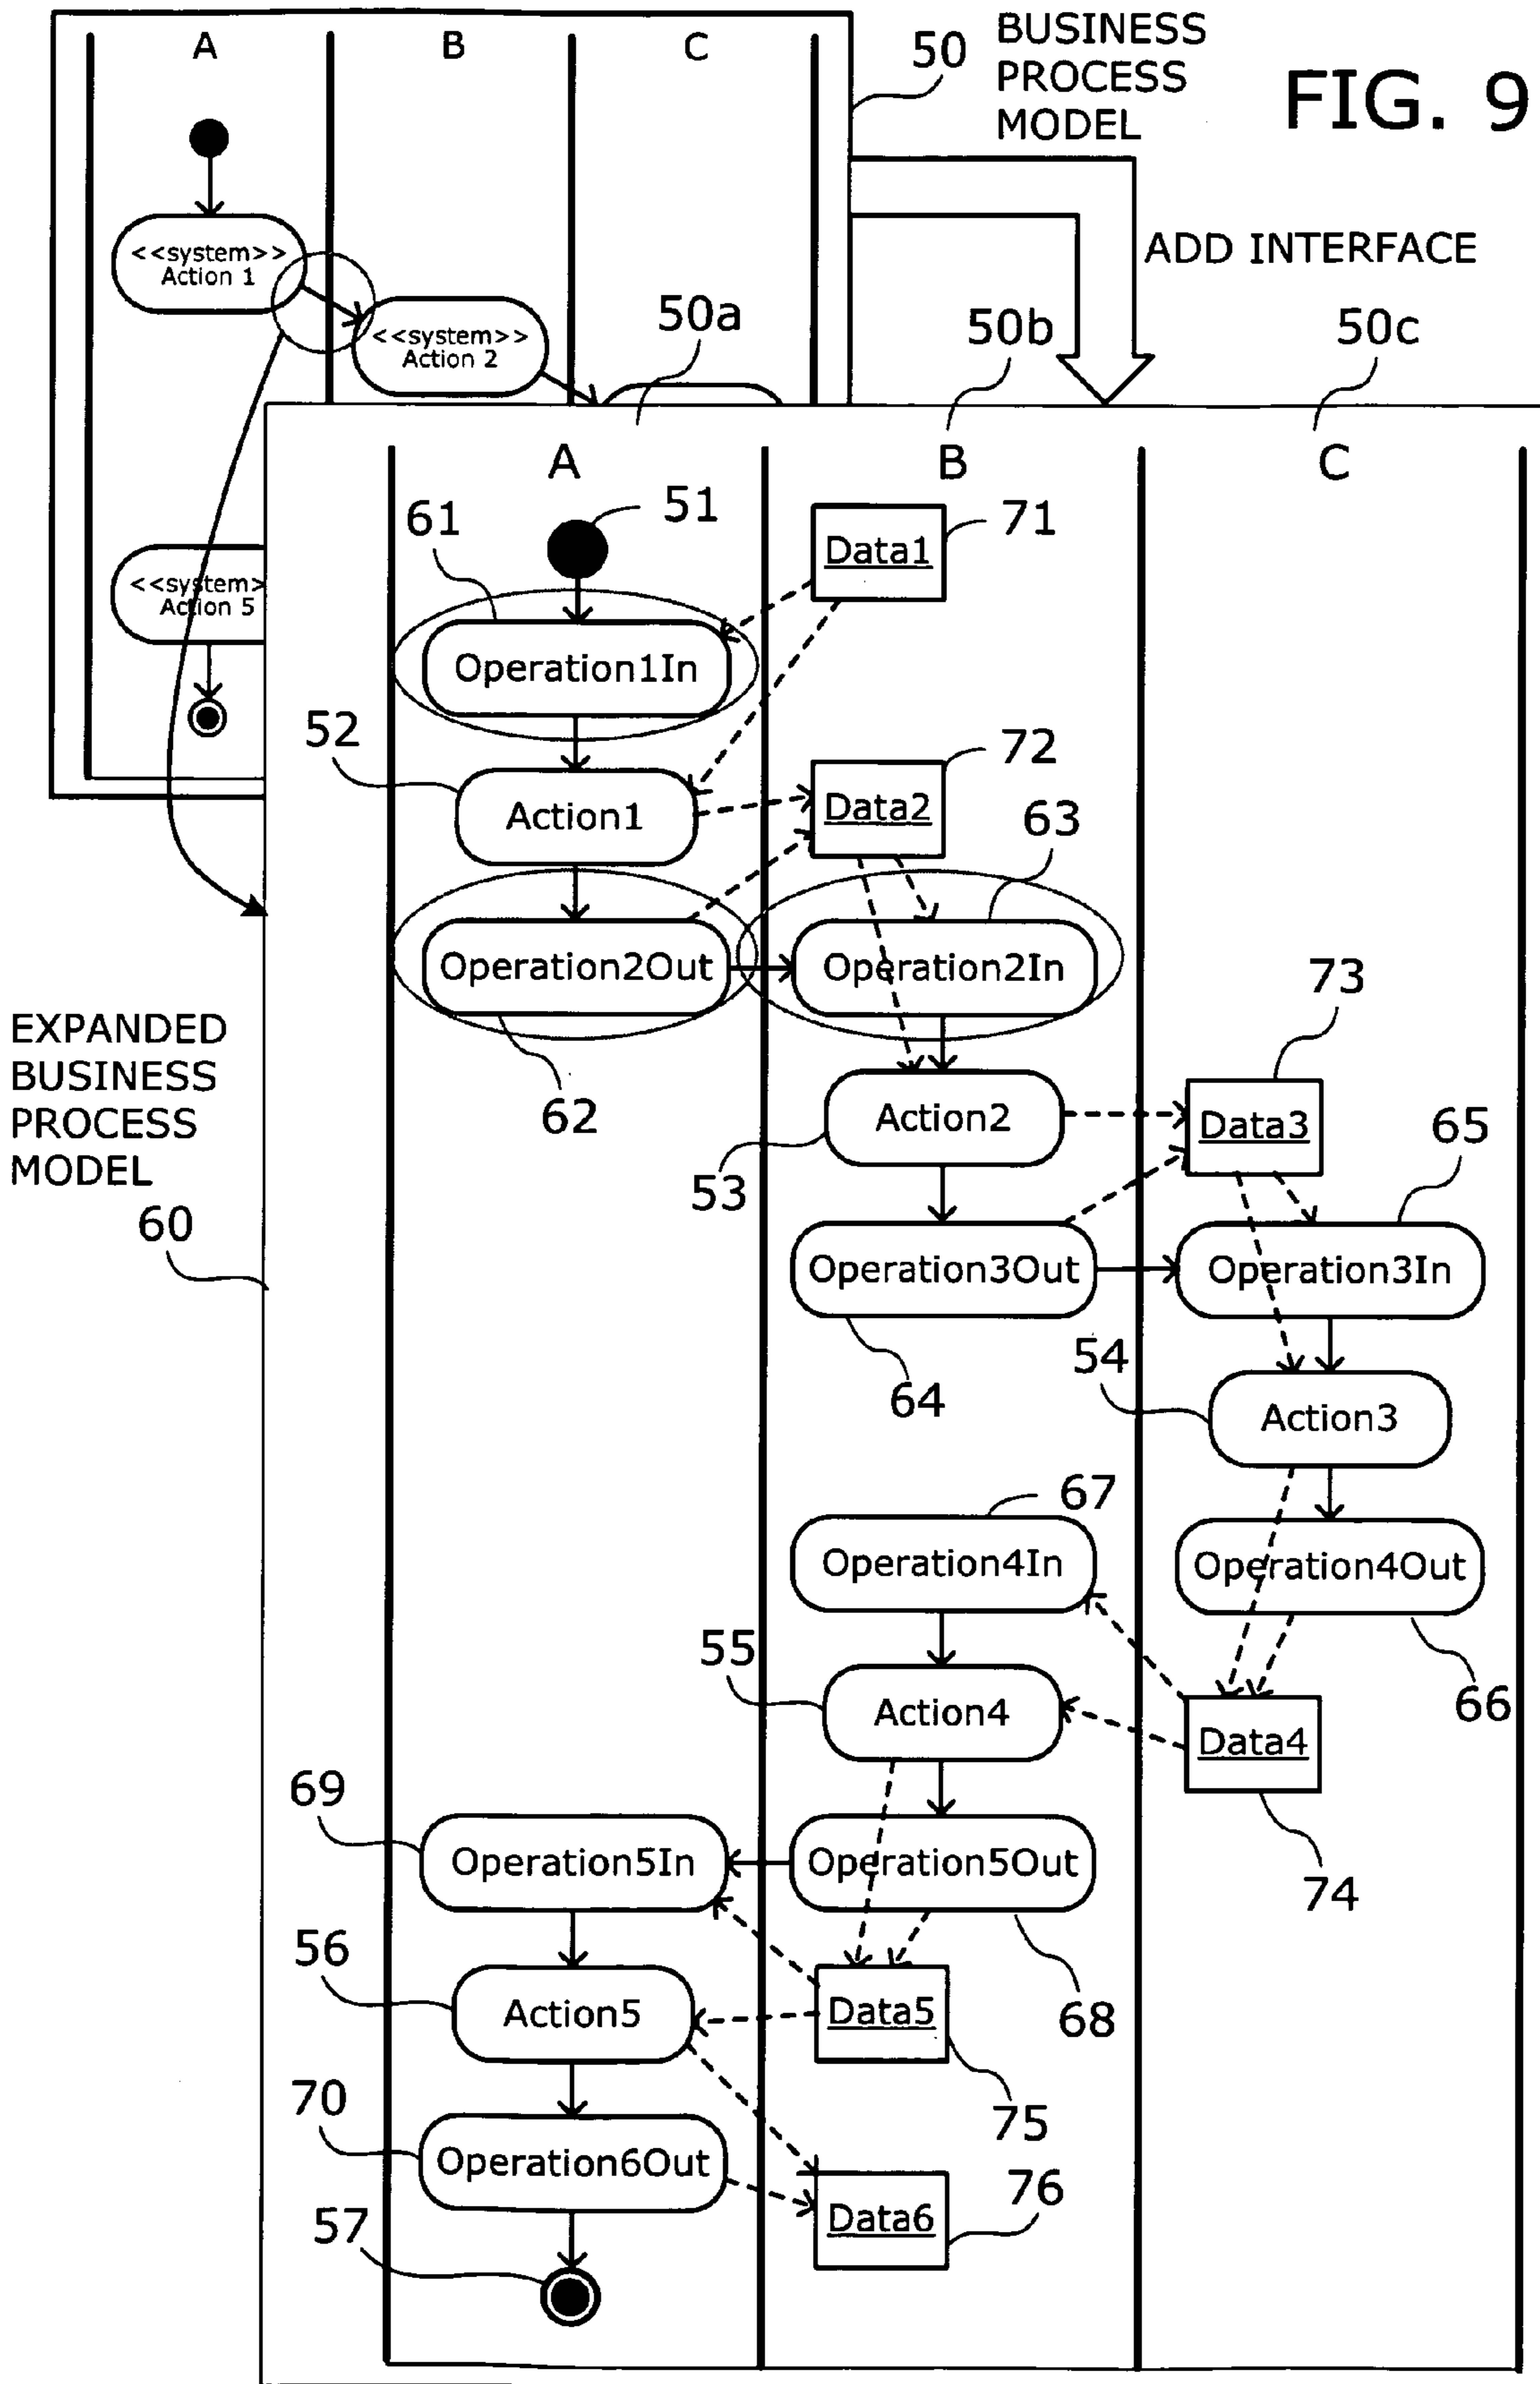 BUSINESS
PROCESS
MODEL
50
FIG. 9
A
B
C
<<system>>
Action 1
<<system>>
Action 2
ADD INTERFACE
50a
50b
50c
<<system>
Action 5
A
B
C
61
51
Data1
71
Operation1In
52
Action1
72
Data2
63
Operation2Out
Operation2In
62
EXPANDED
BUSINESS
PROCESS
MODEL
60
73
Action2
53
Data3
65
Operation3Out
Operation3In
64
54
Action3
67
Operation4In
Operation4Out
66
55
Action4
Data4
74
69
Operation5In
Operation5Out
68
56
Action5
Data5
75
70
Operation6Out
76
Data6
57